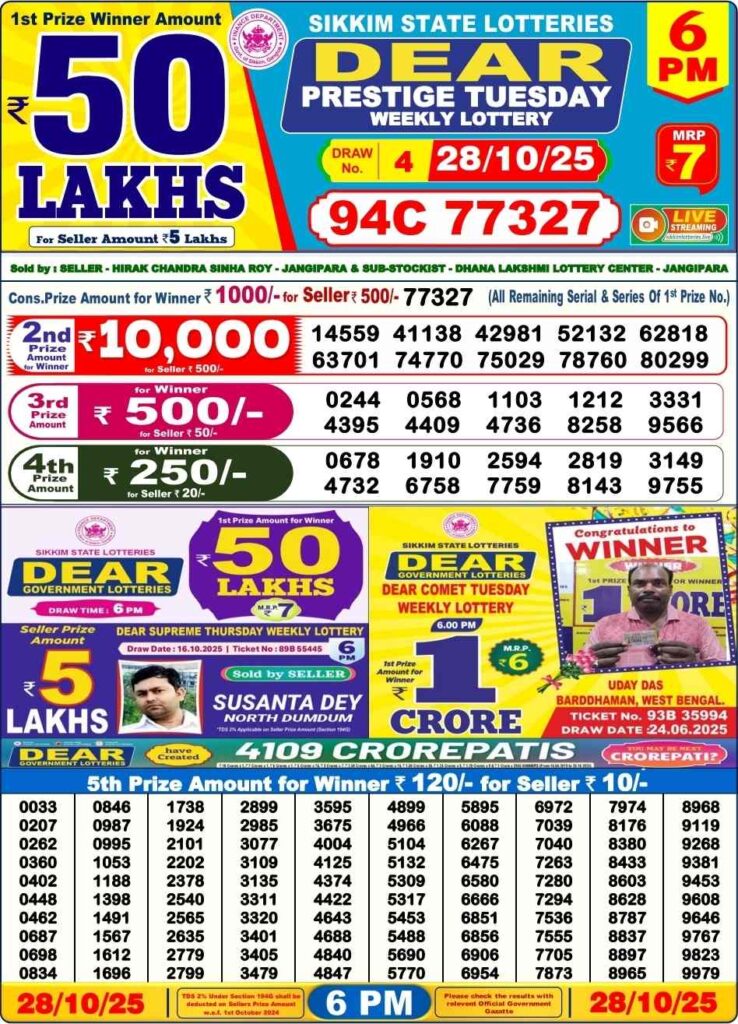 1st Prize Winner Amount
₹50
LAKHS
For Seller Amount ₹5 Lakhs
SIKKIM STATE LOTTERIES
DEAR
PRESTIGE TUESDAY
WEEKLY LOTTERY
6
PM
DRAW No. 4 28/10/25
MRP
₹7
94C 77327
LIVE
STREAMING
Sold by : SELLER - HIRAK CHANDRA SINHA ROY - JANGIPARA & SUB-STOCKIST - DHANA LAKSHMI LOTTERY CENTER - JANGIPARA
Cons.Prize Amount for Winner ₹ 1000/- for Seller ₹ 500/- 77327 (All Remaining Serial & Series Of 1st Prize No.)
2nd Prize Amount for Winner ₹10,000 for Seller ₹ 500/-
14559 41138 42981 52132 62818
63701 74770 75029 78760 80299
3rd Prize Amount for Winner ₹ 500/- for Seller ₹ 50/-
0244 0568 1103 1212 3331
4395 4409 4736 8258 9566
4th Prize Amount for Winner ₹ 250/- for Seller ₹ 20/-
0678 1910 2594 2819 3149
4732 6758 7759 8143 9755
SIKKIM STATE LOTTERIES
DEAR
GOVERNMENT LOTTERIES
DRAW TIME : 6 PM
1st Prize Amount for Winner
₹50
LAKHS
M.R.P. ₹7
Seller Prize Amount
₹5
LAKHS
DEAR SUPREME THURSDAY WEEKLY LOTTERY
Draw Date : 16.10.2025 | Ticket No : 89B 55445
6 PM
Sold by SELLER
SUSANTA DEY
NORTH DUMDUM
*TDS 2% Applicable on Seller Prize Amount (Section 194G)
SIKKIM STATE LOTTERIES
DEAR
GOVERNMENT LOTTERIES
DEAR COMET TUESDAY
WEEKLY LOTTERY
6.00 PM
1st Prize Amount for Winner ₹
1
CRORE
M.R.P.
₹6
Congratulations to
WINNER
UDAY DAS
BARDDHAMAN, WEST BENGAL.
TICKET No. 93B 35994
DRAW DATE :24.06.2025
DEAR
GOVERNMENT LOTTERIES
have Created
4109 CROREPATIS
YOU MAY BE NEXT
CROREPATI?
5th Prize Amount for Winner ₹ 120/- for Seller ₹ 10/-
0033 0846 1738 2899 3595 4899 5895 6972 7974 8968
0207 0987 1924 2985 3675 4966 6088 7039 8176 9119
0262 0995 2101 3077 4004 5104 6267 7040 8380 9268
0360 1053 2202 3109 4125 5132 6475 7263 8433 9381
0402 1188 2378 3135 4374 5309 6580 7280 8603 9453
0448 1398 2540 3311 4422 5317 6666 7294 8628 9608
0462 1491 2565 3320 4643 5453 6851 7536 8787 9646
0687 1567 2635 3401 4688 5488 6856 7555 8837 9767
0698 1612 2779 3405 4840 5690 6906 7705 8897 9823
0834 1696 2799 3479 4847 5770 6954 7873 8965 9979
28/10/25
TDS 2% Under Section 194G shall be
deducted on Sellers Prize Amount
w.e.f. 1st October 2024
6 PM
Please check the results with
relevent Official Government
Gazette
28/10/25